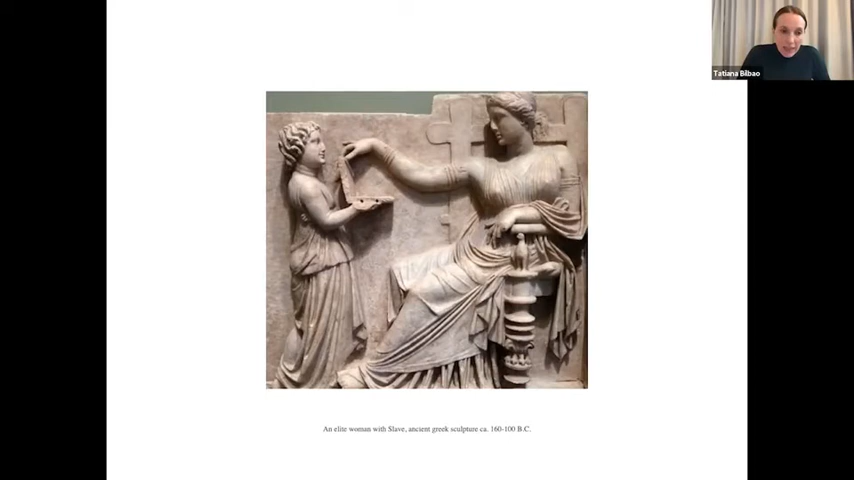 Tatiana Bilbao
An elite woman with Slave, ancient greek sculpture ca. 160-100 B.C.